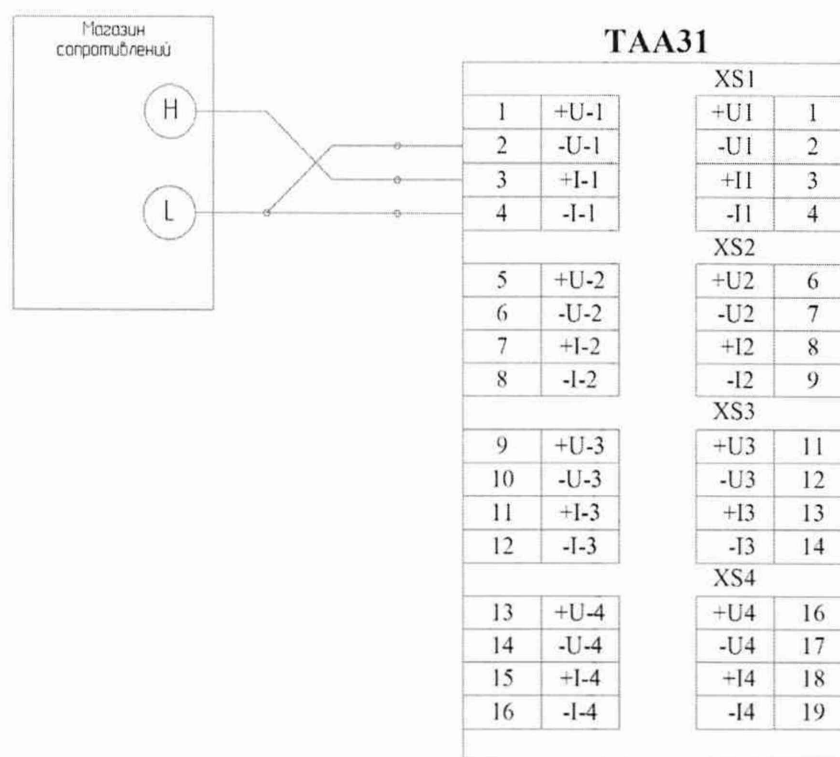 Магазин
сопротивлений
H
L
TAA31
XS1
1 +U-1 +U1 1
2 -U-1 -U1 2
3 +I-1 +I1 3
4 -I-1 -I1 4
XS2
5 +U-2 +U2 6
6 -U-2 -U2 7
7 +I-2 +I2 8
8 -I-2 -I2 9
XS3
9 +U-3 +U3 11
10 -U-3 -U3 12
11 +I-3 +I3 13
12 -I-3 -I3 14
XS4
13 +U-4 +U4 16
14 -U-4 -U4 17
15 +I-4 +I4 18
16 -I-4 -I4 19